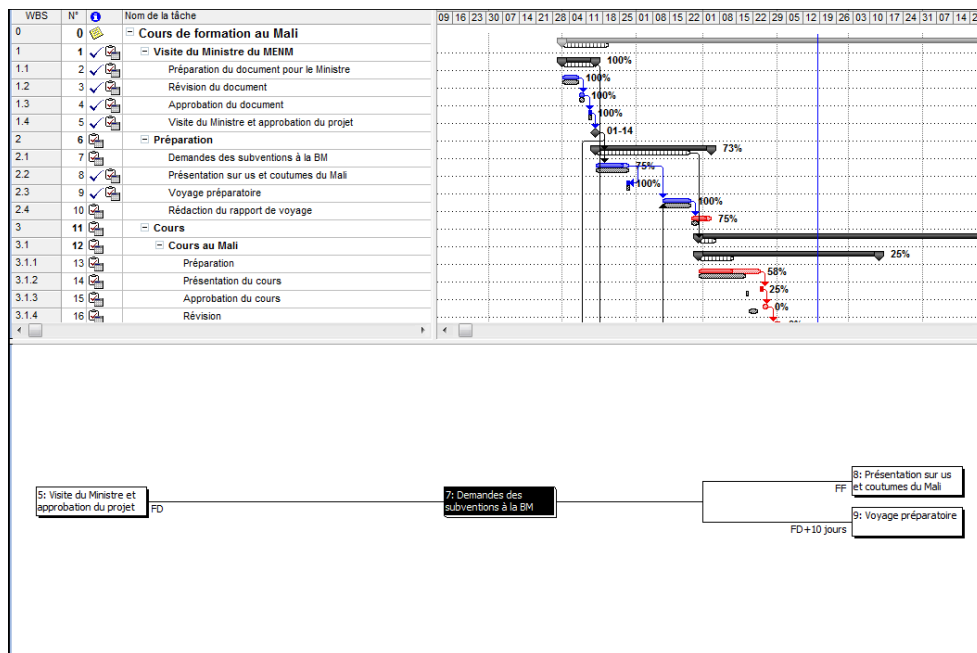 WBS N° Nom de la tâche 09 16 23 30 07 14 21 28 04 11 18 25 01 08 15 22 01 08 15 22 29 05 12 19 26 03 10 17 24 31 07 14 2
0 0 Cours de formation au Mali
1 1 Visite du Ministre du MENM 100%
1.1 2 Préparation du document pour le Ministre 100%
1.2 3 Révision du document 100%
1.3 4 Approbation du document 100%
1.4 5 Visite du Ministre et approbation du projet 01-14
2 6 Préparation 73%
2.1 7 Demandes des subventions à la BM 75%
2.2 8 Présentation sur us et coutumes du Mali 100%
2.3 9 Voyage préparatoire 100%
2.4 10 Rédaction du rapport de voyage 75%
3 11 Cours
3.1 12 Cours au Mali 25%
3.1.1 13 Préparation 58%
3.1.2 14 Présentation du cours 25%
3.1.3 15 Approbation du cours 0%
3.1.4 16 Révision
5: Visite du Ministre et
approbation du projet
FD
7: Demandes des
subventions à la BM
FF
8: Présentation sur us
et coutumes du Mali
FD+10 jours
9: Voyage préparatoire